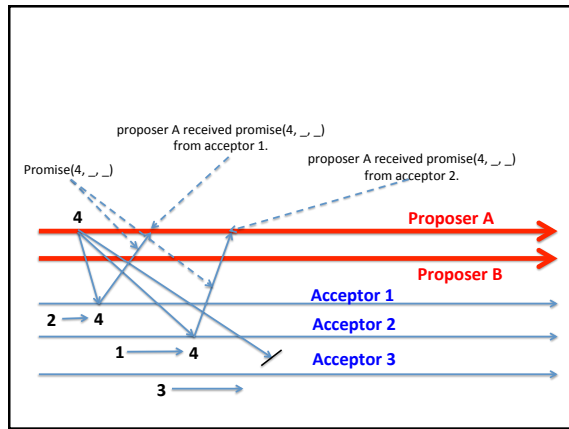 proposer A received promise(4, _, _)
from acceptor 1.
proposer A received promise(4, _, _)
from acceptor 2.
Promise(4, _, _)
4
Proposer A
Proposer B
Acceptor 1
2 4
Acceptor 2
1 4
Acceptor 3
3